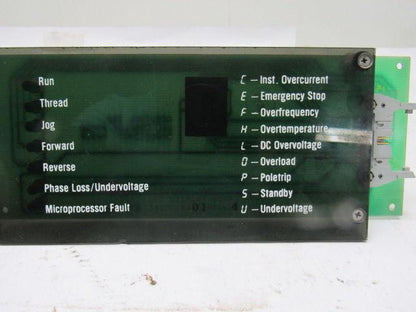 Run
Thread
Jog
Forward
Reverse
Phase Loss/Undervoltage
Microprocessor Fault
C – Inst. Overcurrent
E – Emergency Stop
F – Overfrequency
H – Overtemperature
L – DC Overvoltage
O – Overload
P – Poletrip
S – Standby
U – Undervoltage